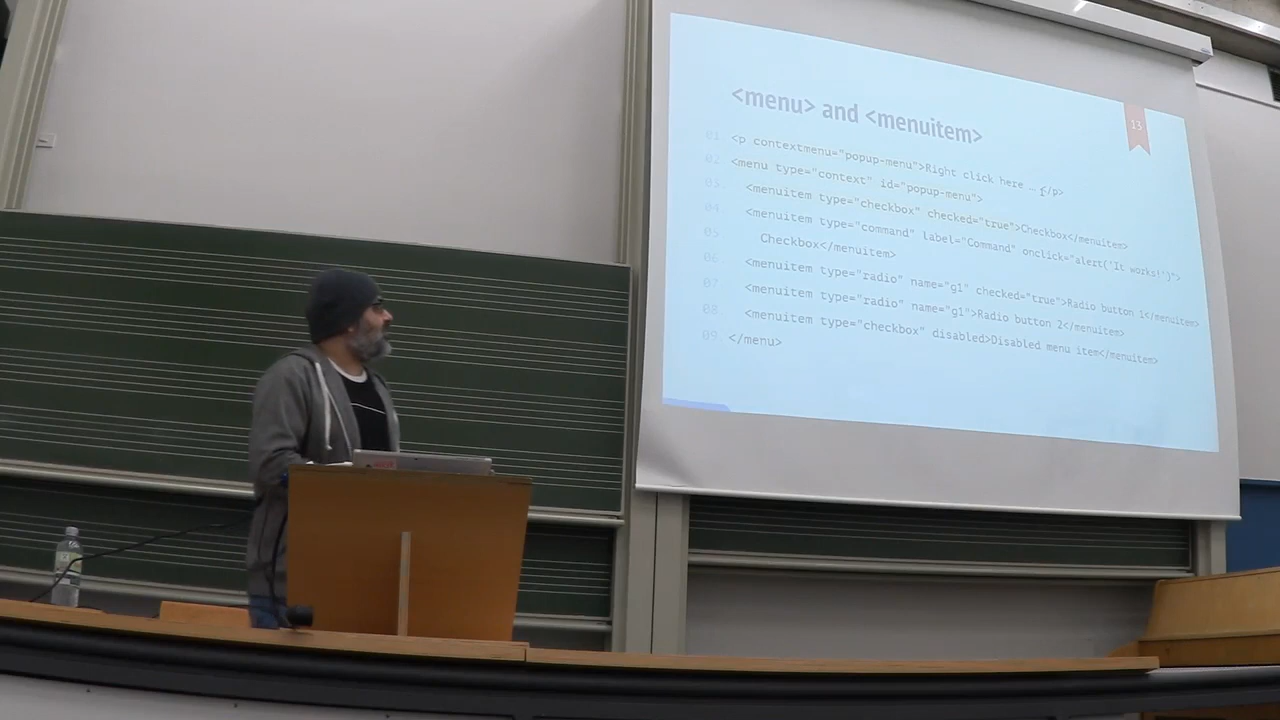 <menu> and <menuitem>
13
01 <p contextmenu="popup-menu">Right click here … </p>
02 <menu type="context" id="popup-menu">
03. <menuitem type="checkbox" checked="true">Checkbox</menuitem>
04. <menuitem type="command" label="Command" onclick="alert('It works!')">
05 Checkbox</menuitem>
06. <menuitem type="radio" name="g1" checked="true">Radio button 1</menuitem>
07. <menuitem type="radio" name="g1">Radio button 2</menuitem>
08 <menuitem type="checkbox" disabled>Disabled menu item</menuitem>
09. </menu>